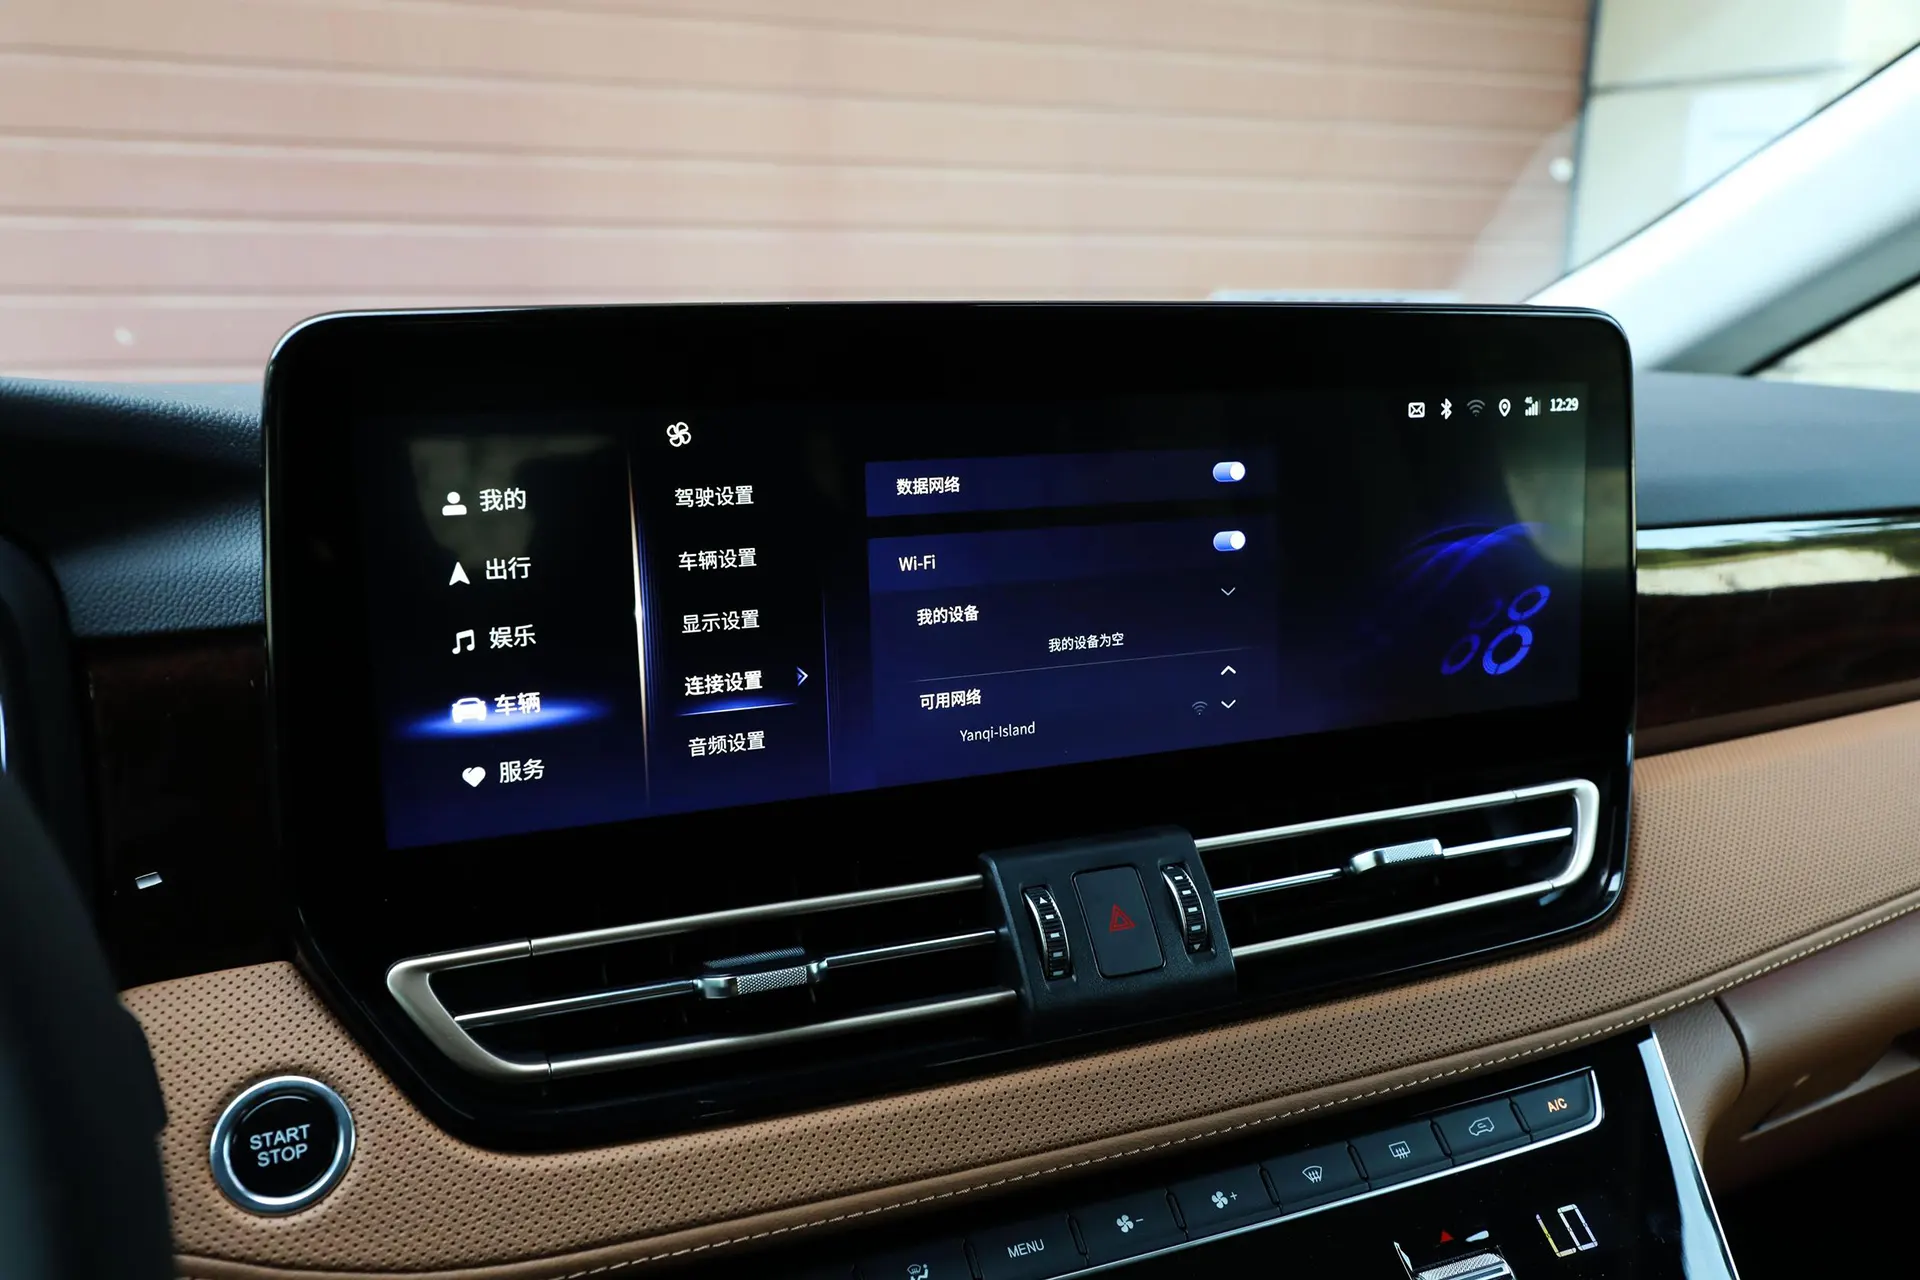 12:29
我的
出行
娱乐
车辆
服务
驾驶设置
车辆设置
显示设置
连接设置
音频设置
数据网络
Wi-Fi
我的设备
我的设备为空
可用网络
Yanqi-Island
START
STOP
MENU
A/C
LO